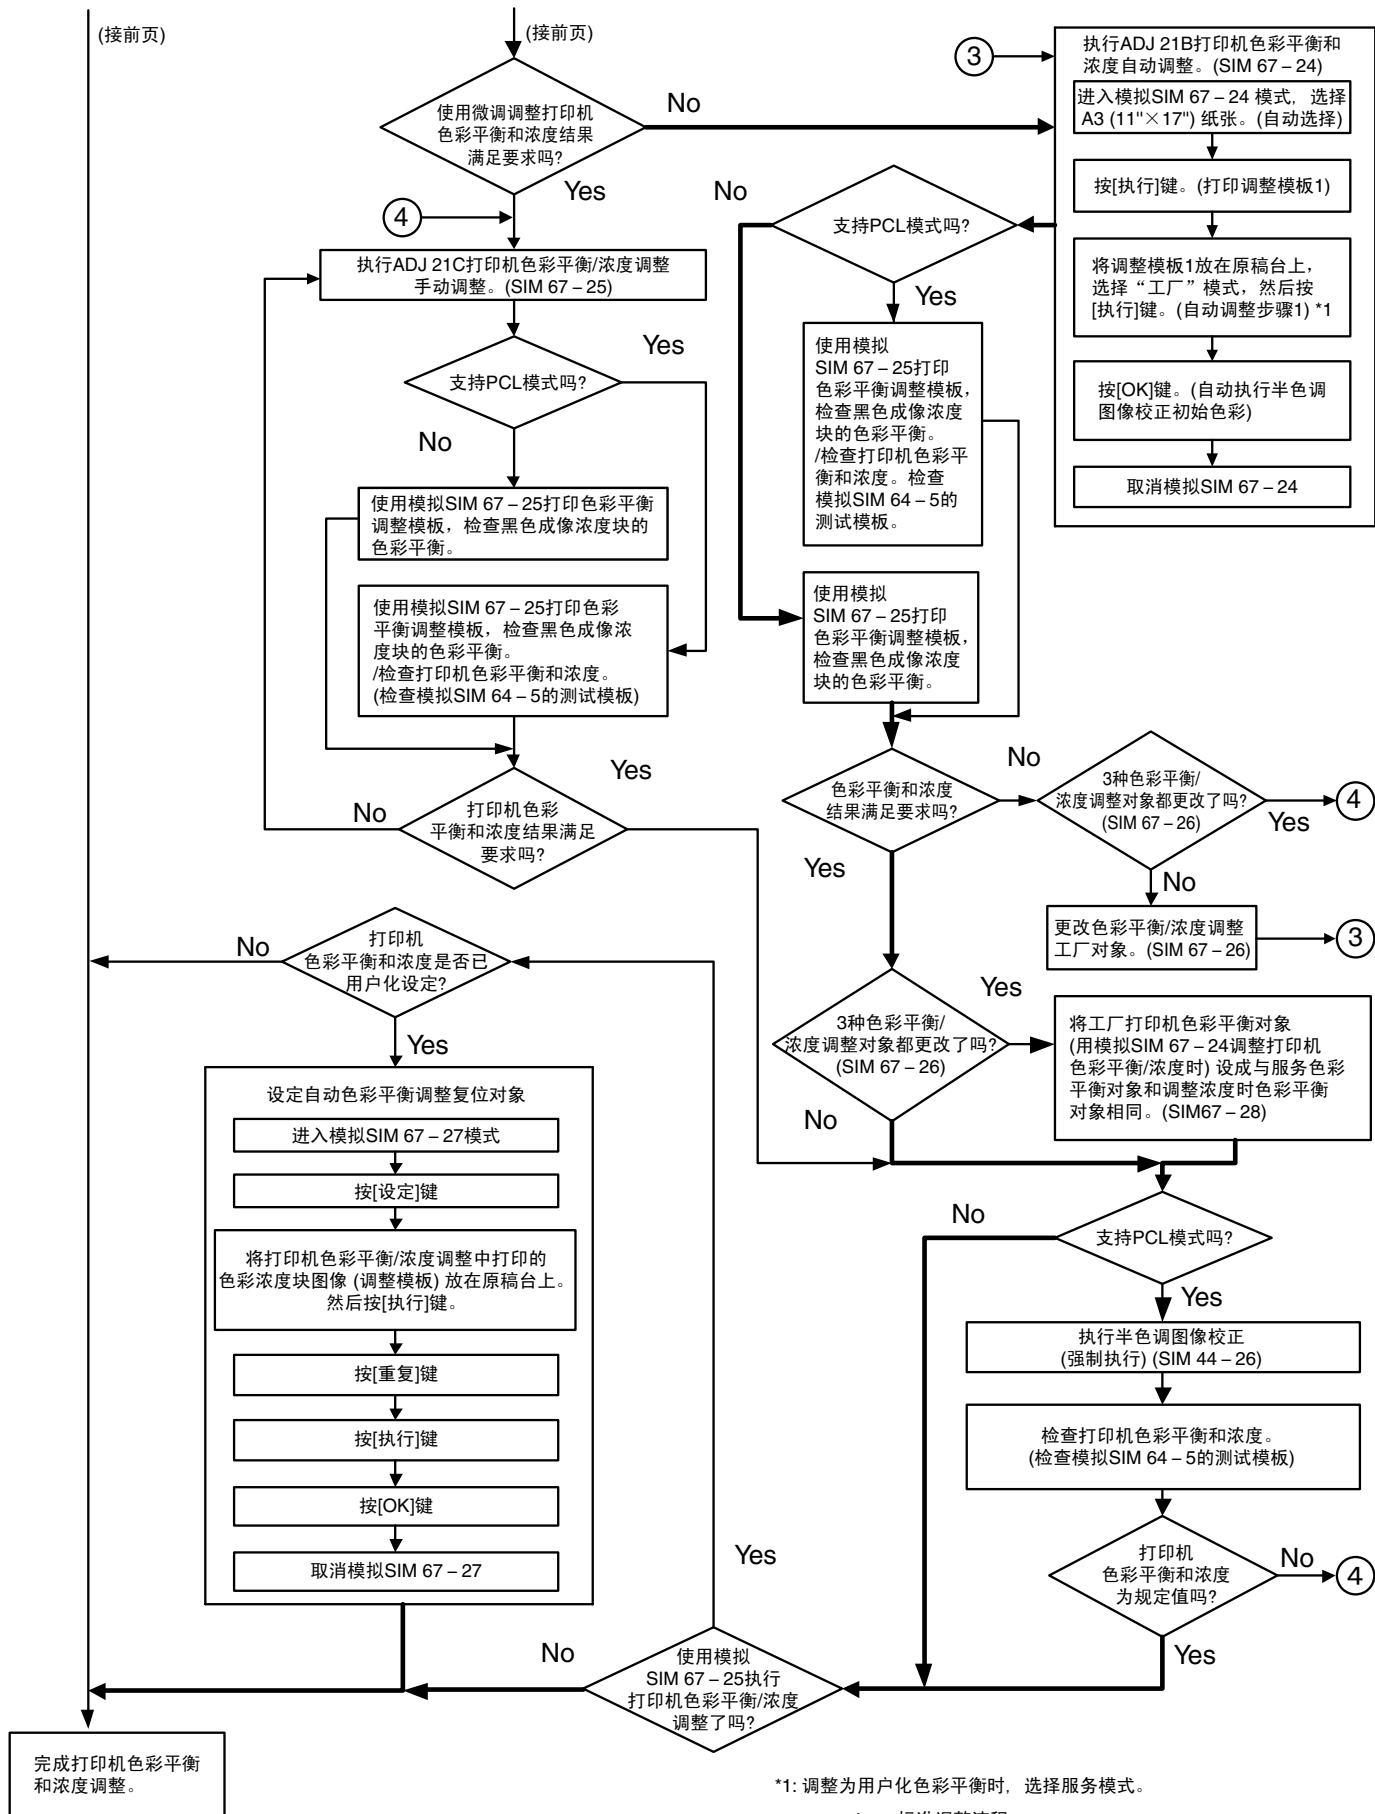 (接前页)
(接前页)
使用微调调整打印机
色彩平衡和浓度结果
满足要求吗?
No
Yes
4
执行ADJ 21C打印机色彩平衡/浓度调整
手动调整。(SIM 67 – 25)
支持PCL模式吗?
Yes
No
使用模拟SIM 67 – 25打印色彩平衡
调整模板，检查黑色成像浓度块的
色彩平衡。
使用模拟SIM 67 – 25打印色彩
平衡调整模板，检查黑色成像浓
度块的色彩平衡。
/检查打印机色彩平衡和浓度。
(检查模拟SIM 64 – 5的测试模板)
打印机色彩
平衡和浓度结果满足
要求吗?
No
Yes
3
执行ADJ 21B打印机色彩平衡和
浓度自动调整。(SIM 67 – 24)
进入模拟SIM 67 – 24 模式，选择
A3 (11"×17") 纸张。(自动选择)
按[执行]键。(打印调整模板1)
将调整模板1放在原稿台上，
选择“工厂”模式，然后按
[执行]键。(自动调整步骤1) *1
按[OK]键。(自动执行半色调
图像校正初始色彩)
取消模拟SIM 67 – 24
支持PCL模式吗?
No
Yes
使用模拟
SIM 67 – 25打印
色彩平衡调整模板，
检查黑色成像浓度
块的色彩平衡。
/检查打印机色彩平
衡和浓度。检查
模拟SIM 64 – 5的
测试模板。
使用模拟
SIM 67 – 25打印
色彩平衡调整模板，
检查黑色成像浓度
块的色彩平衡。
色彩平衡和浓度
结果满足要求吗?
No
Yes
3种色彩平衡/
浓度调整对象都更改了吗?
(SIM 67 – 26)
Yes
4
No
更改色彩平衡/浓度调整
工厂对象。(SIM 67 – 26)
3
3种色彩平衡/
浓度调整对象都更改了吗?
(SIM 67 – 26)
Yes
No
将工厂打印机色彩平衡对象
(用模拟SIM 67 – 24调整打印机
色彩平衡/浓度时) 设成与服务色彩
平衡对象和调整浓度时色彩平衡
对象相同。(SIM67 – 28)
支持PCL模式吗?
No
Yes
执行半色调图像校正
(强制执行) (SIM 44 – 26)
检查打印机色彩平衡和浓度。
(检查模拟SIM 64 – 5的测试模板)
打印机
色彩平衡和浓度
为规定值吗?
No
4
Yes
使用模拟
SIM 67 – 25执行
打印机色彩平衡/浓度
调整了吗?
No
Yes
打印机
色彩平衡和浓度是否已
用户化设定?
No
Yes
设定自动色彩平衡调整复位对象
进入模拟SIM 67 – 27模式
按[设定]键
将打印机色彩平衡/浓度调整中打印的
色彩浓度块图像 (调整模板) 放在原稿台上。
然后按[执行]键。
按[重复]键
按[执行]键
按[OK]键
取消模拟SIM 67 – 27
完成打印机色彩平衡
和浓度调整。
*1: 调整为用户化色彩平衡时，选择服务模式。